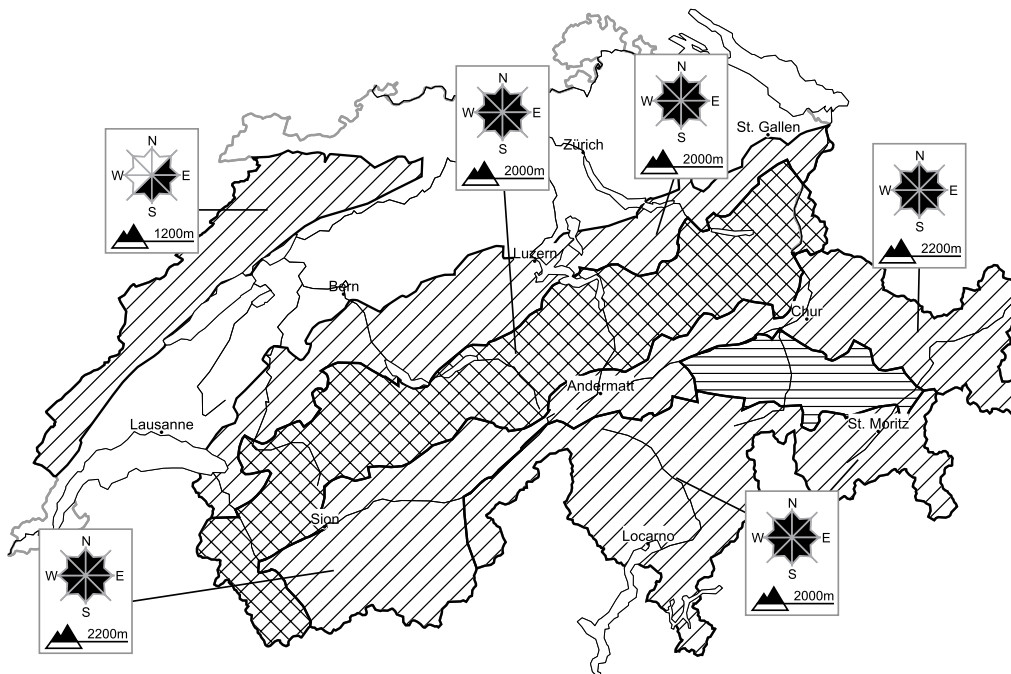 N
W E
S
2000m
N
W E
S
2000m
St. Gallen
Zürich
N
W E
S
1200m
N
W E
S
2200m
Luzern
Bern
Chur
Andermatt
Lausanne
St. Moritz
Sion
Locarno
N
W E
S
2000m
N
W E
S
2200m